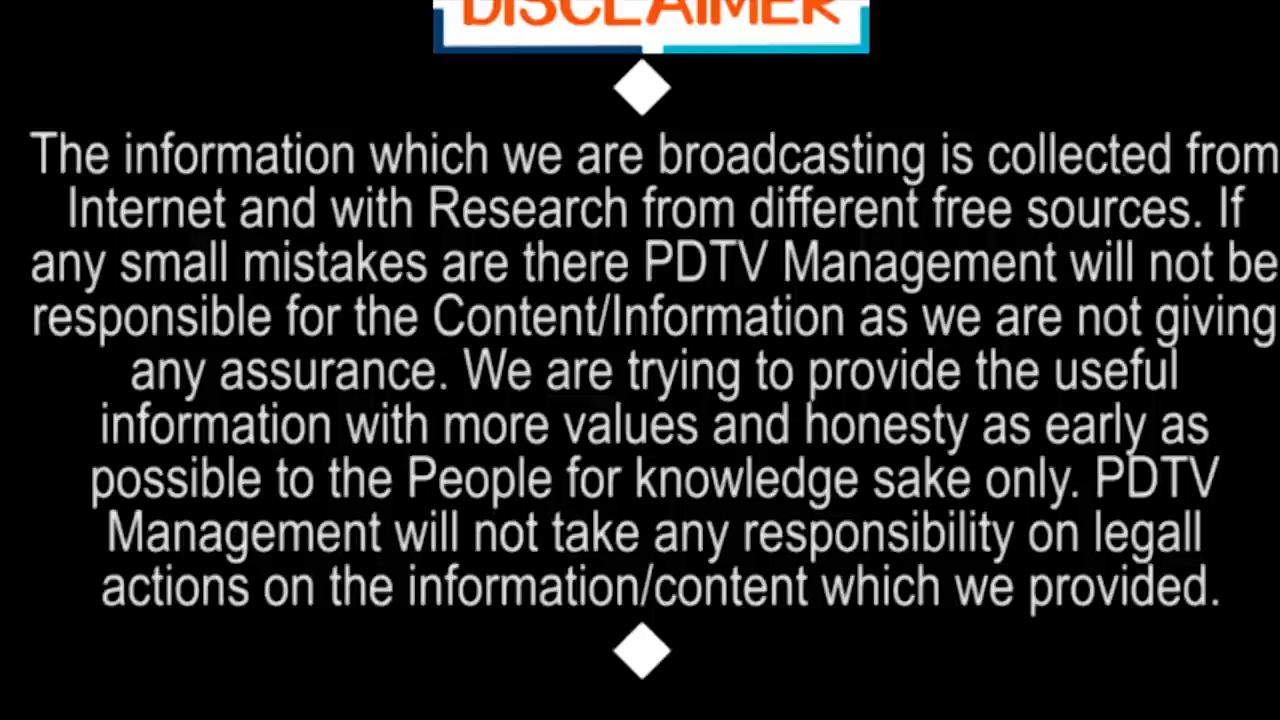 DISCLAIMER
The information which we are broadcasting is collected from
Internet and with Research from different free sources. If
any small mistakes are there PDTV Management will not be
responsible for the Content/Information as we are not giving
any assurance. We are trying to provide the useful
information with more values and honesty as early as
possible to the People for knowledge sake only. PDTV
Management will not take any responsibility on legall
actions on the information/content which we provided.